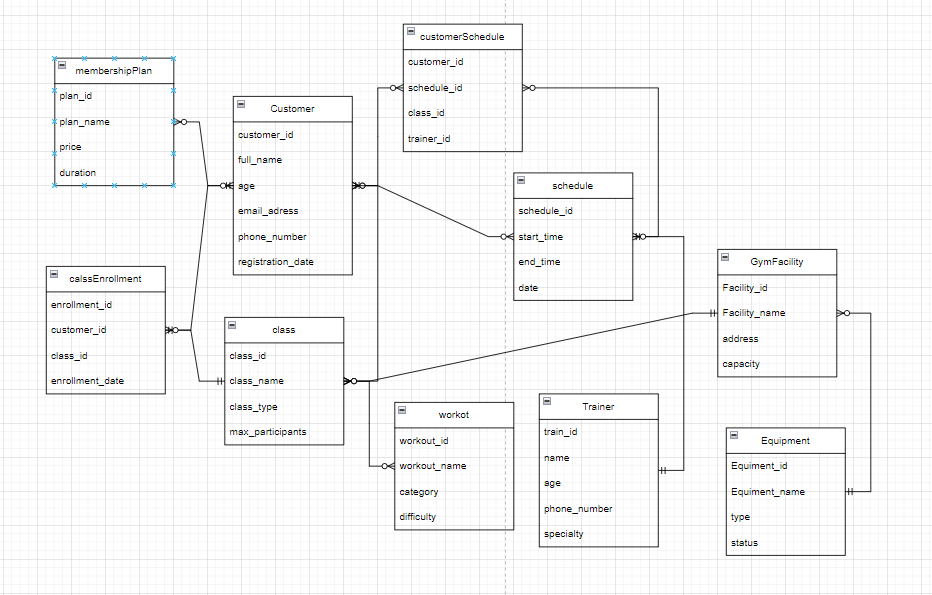 customerSchedule
customer_id
schedule_id
class_id
trainer_id
membershipPlan
plan_id
plan_name
price
duration
Customer
customer_id
full_name
age
email_adress
phone_number
registration_date
schedule
schedule_id
start_time
end_time
date
GymFacility
Facility_id
Facility_name
address
capacity
calssEnrollment
enrollment_id
customer_id
class_id
enrollment_date
class
class_id
class_name
class_type
max_participants
workot
workout_id
workout_name
category
difficulty
Trainer
train_id
name
age
phone_number
specialty
Equipment
Equiment_id
Equiment_name
type
status